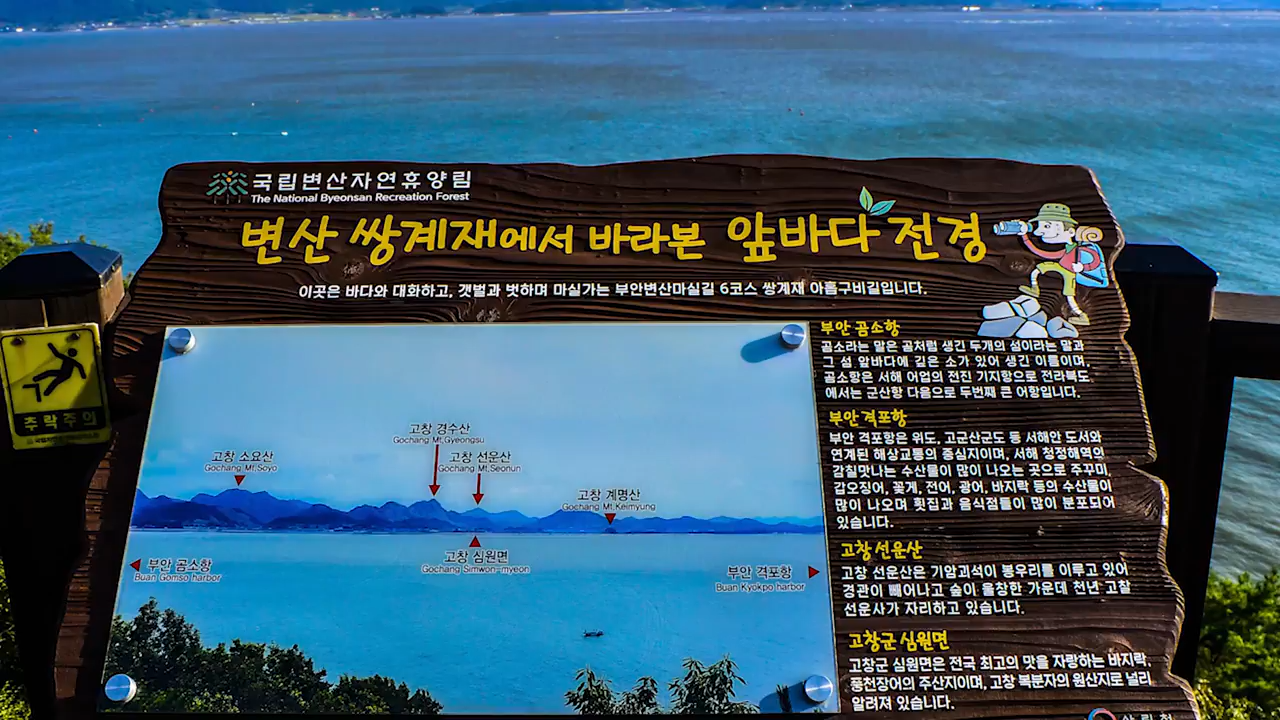 국립변산자연휴양림
The National Byeonsan Recreation Forest
변산 쌍계재에서 바라본 앞바다 전경
이곳은 바다와 대화하고, 갯벌과 벗하며 마실가는 부안변산마실길 6코스 쌍계재 아홉구비길입니다.
추락주의
고창 소요산
Gochang Mt,Soyo
고창 경수산
Gochang Mt,Gyeongsu
고창 선운산
Gochang Mt,Seonun
고창 계명산
Gochang Mt,Keimyung
고창 심원면
Gochang Simwon-myeon
부안 곰소항
Buan Gomso harbor
부안 격포항
Buan Kyokpo harbor
부안 곰소항
곰소라는 말은 곰처럼 생긴 두개의 섬이라는 말과
그 섬 앞바다에 깊은 소가 있어 생긴 이름이며,
곰소항은 서해 어업의 전진 기지항으로 전라북도
에서는 군산항 다음으로 두번째 큰 어항입니다.
부안 격포항
부안 격포항은 위도, 고군산군도 등 서해안 도서와
연계된 해상교통의 중심지이며, 서해 청정해역의
감칠맛나는 수산물이 많이 나오는 곳으로 주꾸미,
갑오징어, 꽃게, 전어, 광어, 바지락 등의 수산물이
많이 나오며 횟집과 음식점들이 많이 분포되어
있습니다.
고창 선운산
고창 선운산은 기암괴석이 봉우리를 이루고 있어
경관이 빼어나고 숲이 울창한 가운데 천년 고찰
선운사가 자리하고 있습니다.
고창군 심원면
고창군 심원면은 전국 최고의 맛을 자랑하는 바지락,
풍천장어의 주산지이며, 고창 복분자의 원산지로 널리
알려져 있습니다.
산림청